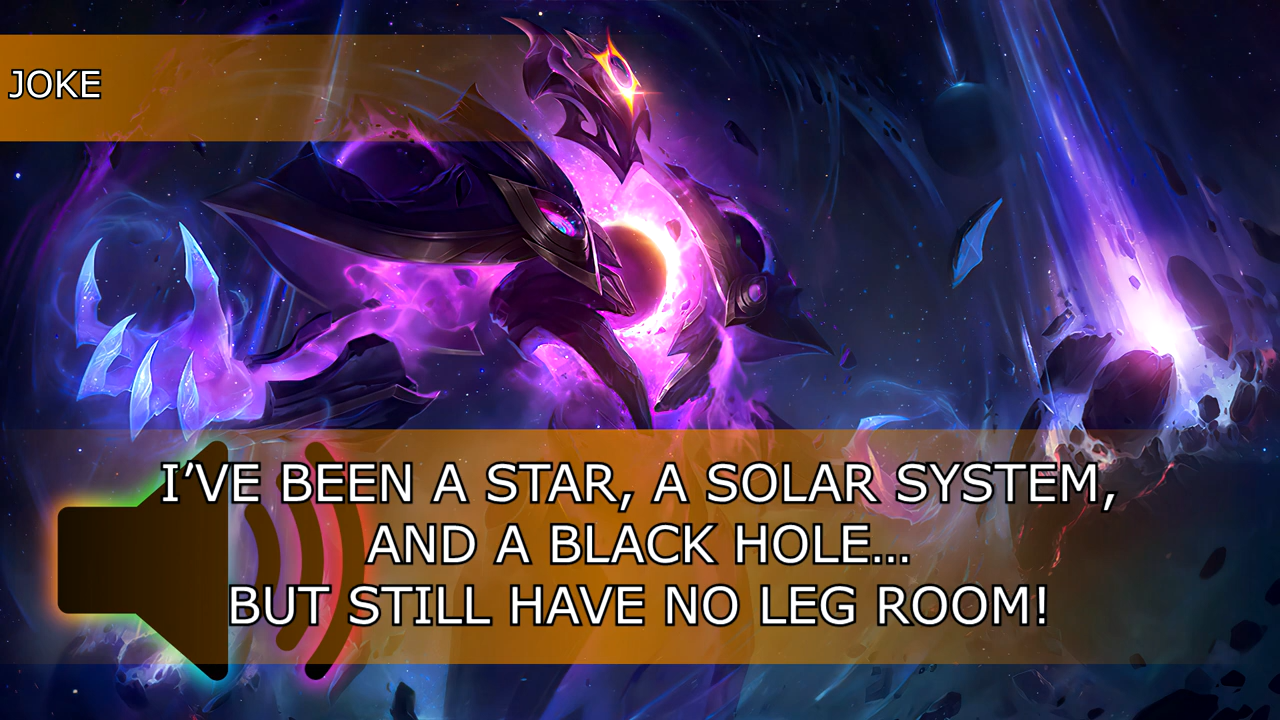 JOKE
I’VE BEEN A STAR, A SOLAR SYSTEM,
AND A BLACK HOLE...
BUT STILL HAVE NO LEG ROOM!